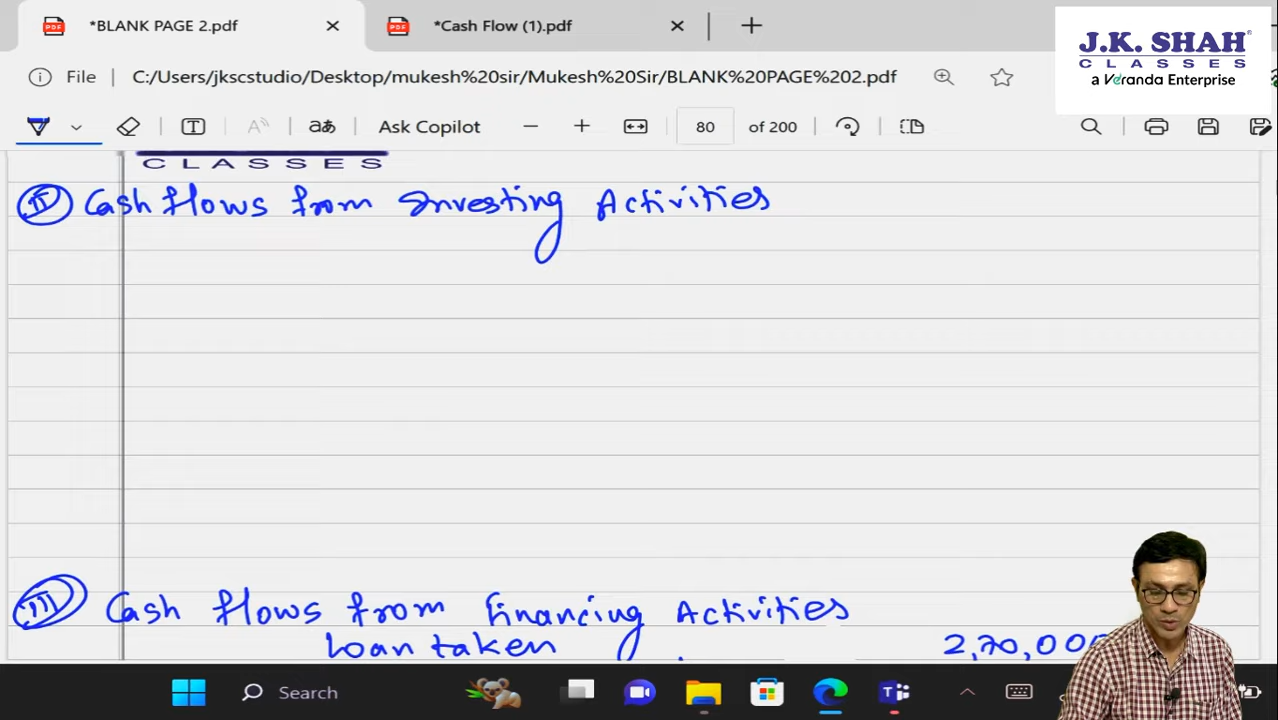 *BLANK PAGE 2.pdf
*Cash Flow (1).pdf
J.K. SHAH®
CLASSES
a Veranda Enterprise
File
C:/Users/jkscstudio/Desktop/mukesh%20sir/Mukesh%20Sir/BLANK%20PAGE%202.pdf
aあ Ask Copilot 80 of 200
CLASSES
II Cash flows from Investing Activities
III Cash flows from Financing Activities
Loan taken 2,70,000
Search